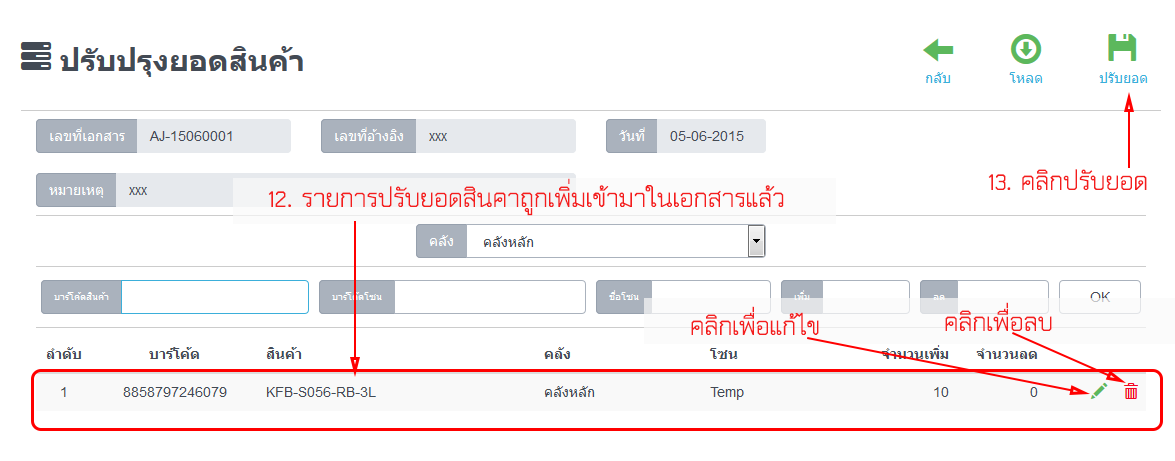 ปรับปรุงยอดสินค้า
กลับ โหลด ปรับยอด
เลขที่เอกสาร AJ-15060001 เลขที่อ้างอิง xxx วันที่ 05-06-2015
13. คลิกปรับยอด
หมายเหตุ xxx
12. รายการปรับยอดสินคาถูกเพิ่มเข้ามาในเอกสารแล้ว
คลัง คลังหลัก
บาร์โค้ดสินค้า บาร์โค้ดโซน ชื่อโซน เพิ่ม ลด OK
คลิกเพื่อแก้ไข คลิกเพื่อลบ
ลำดับ บาร์โค้ด สินค้า คลัง โซน จำนวนเพิ่ม จำนวนลด
1 8858797246079 KFB-S056-RB-3L คลังหลัก Temp 10 0